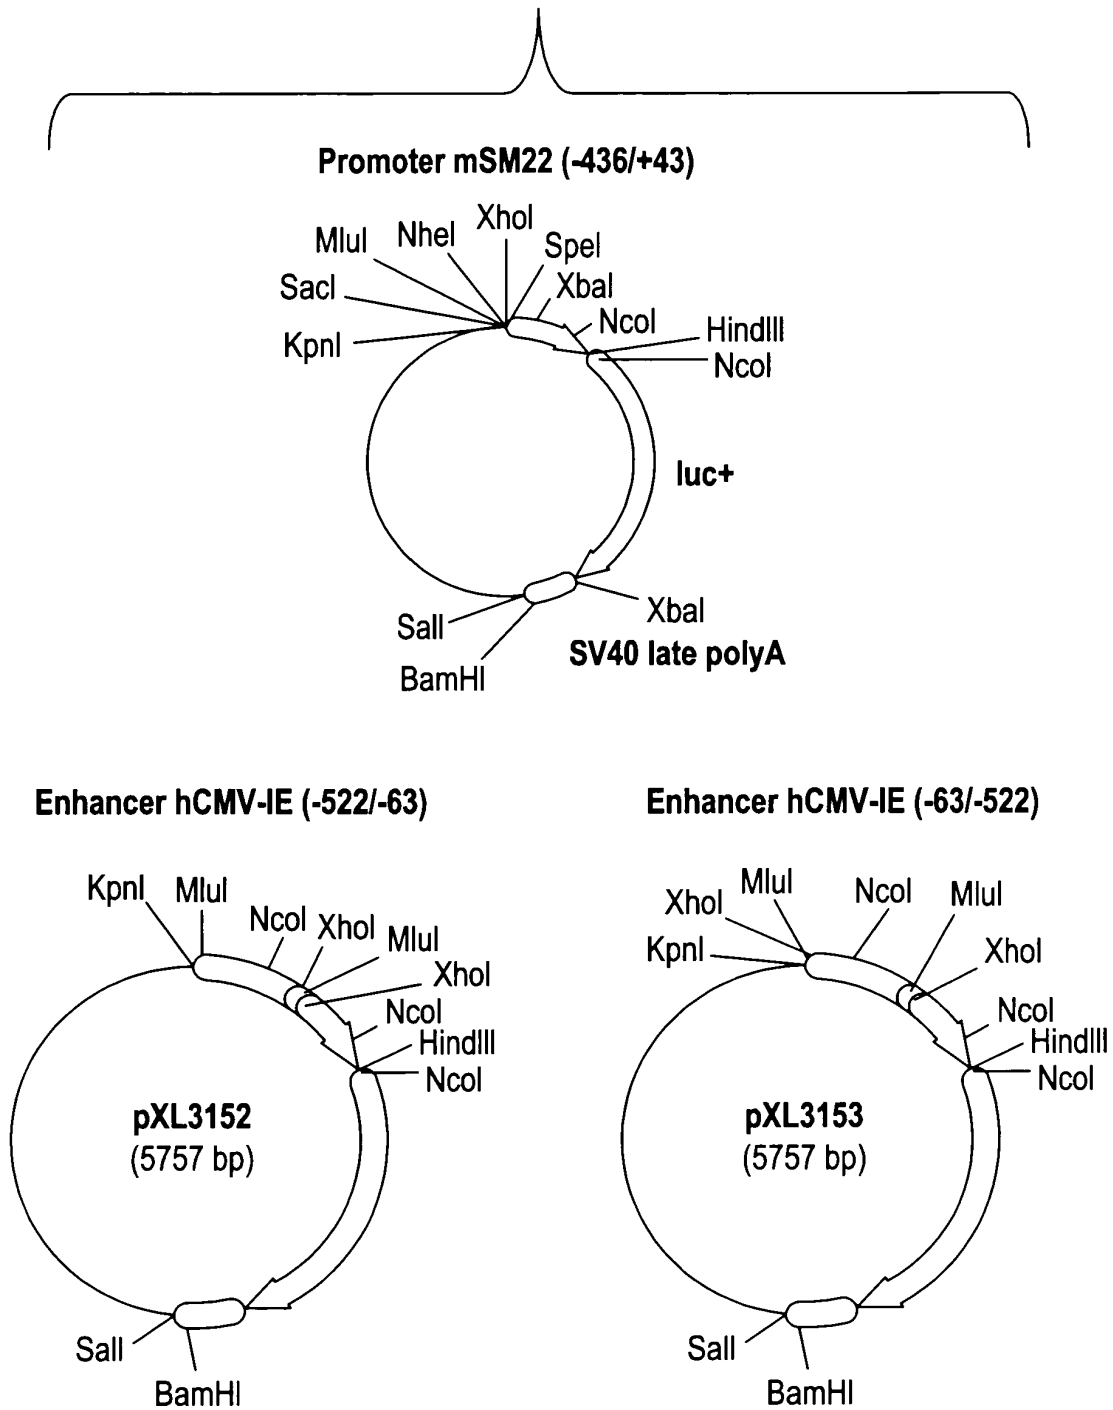 Promoter mSM22 (-436/+43)
XhoI
NheI
MluI
SpeI
SacI
XbaI
NcoI
KpnI
HindIII
NcoI
luc+
XbaI
SalI
SV40 late polyA
BamHI
Enhancer hCMV-IE (-522/-63)
KpnI
MluI
NcoI
XhoI
MluI
XhoI
NcoI
HindIII
NcoI
pXL3152
(5757 bp)
SalI
BamHI
Enhancer hCMV-IE (-63/-522)
MluI
NcoI
MluI
XhoI
KpnI
XhoI
NcoI
HindIII
NcoI
pXL3153
(5757 bp)
SalI
BamHI